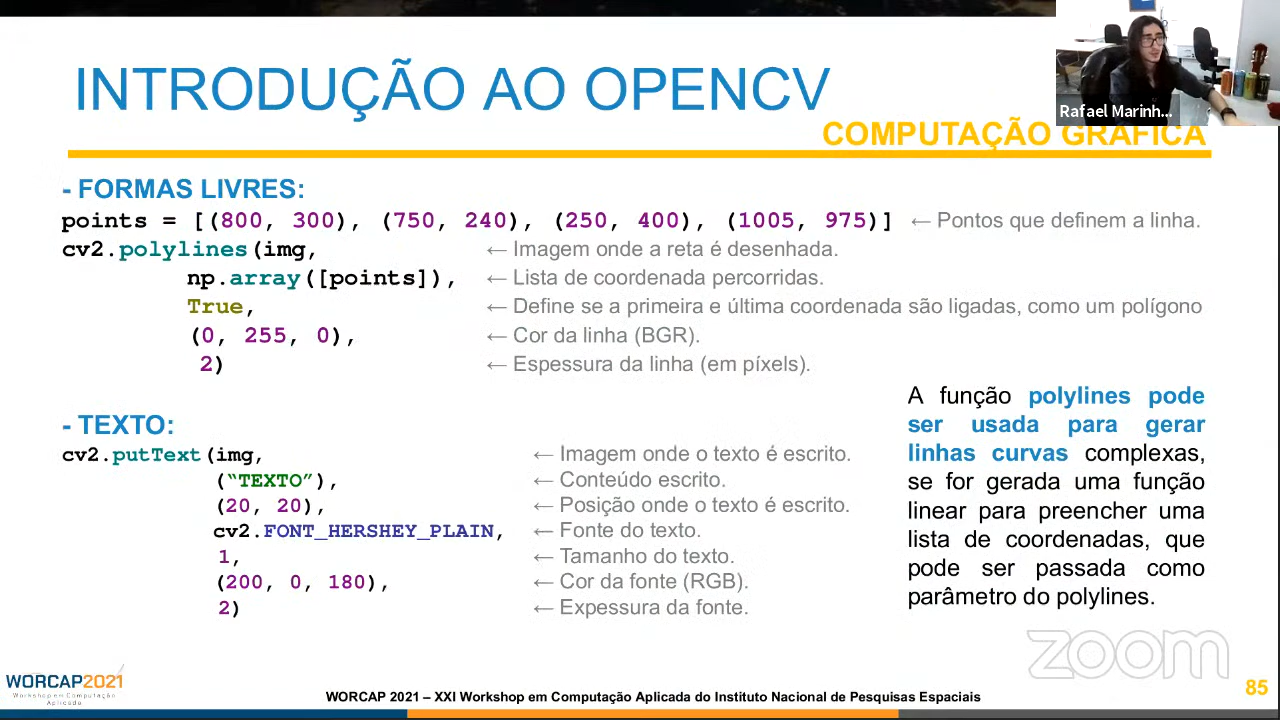 INTRODUÇÃO AO OPENCV
Rafael Marinh...
COMPUTAÇÃO GRÁFICA
- FORMAS LIVRES:
points = [(800, 300), (750, 240), (250, 400), (1005, 975)] ← Pontos que definem a linha.
cv2.polylines(img, ← Imagem onde a reta é desenhada.
np.array([points]), ← Lista de coordenada percorridas.
True, ← Define se a primeira e última coordenada são ligadas, como um polígono
(0, 255, 0), ← Cor da linha (BGR).
2) ← Espessura da linha (em píxels).
- TEXTO:
cv2.putText(img, ← Imagem onde o texto é escrito.
(“TEXTO”), ← Conteúdo escrito.
(20, 20), ← Posição onde o texto é escrito.
cv2.FONT_HERSHEY_PLAIN, ← Fonte do texto.
1, ← Tamanho do texto.
(200, 0, 180), ← Cor da fonte (RGB).
2) ← Expessura da fonte.
A função polylines pode
ser usada para gerar
linhas curvas complexas,
se for gerada uma função
linear para preencher uma
lista de coordenadas, que
pode ser passada como
parâmetro do polylines.
zoom
WORCAP2021
Workshop em Computação
Aplicada
WORCAP 2021 – XXI Workshop em Computação Aplicada do Instituto Nacional de Pesquisas Espaciais
85